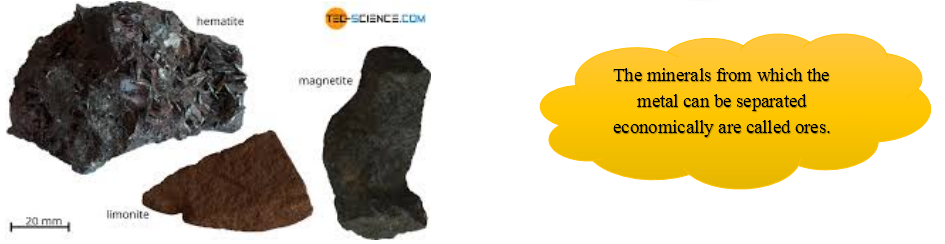 hematite
TEC-SCIENCE.COM
magnetite
limonite
20 mm
The minerals from which the
metal can be separated
economically are called ores.